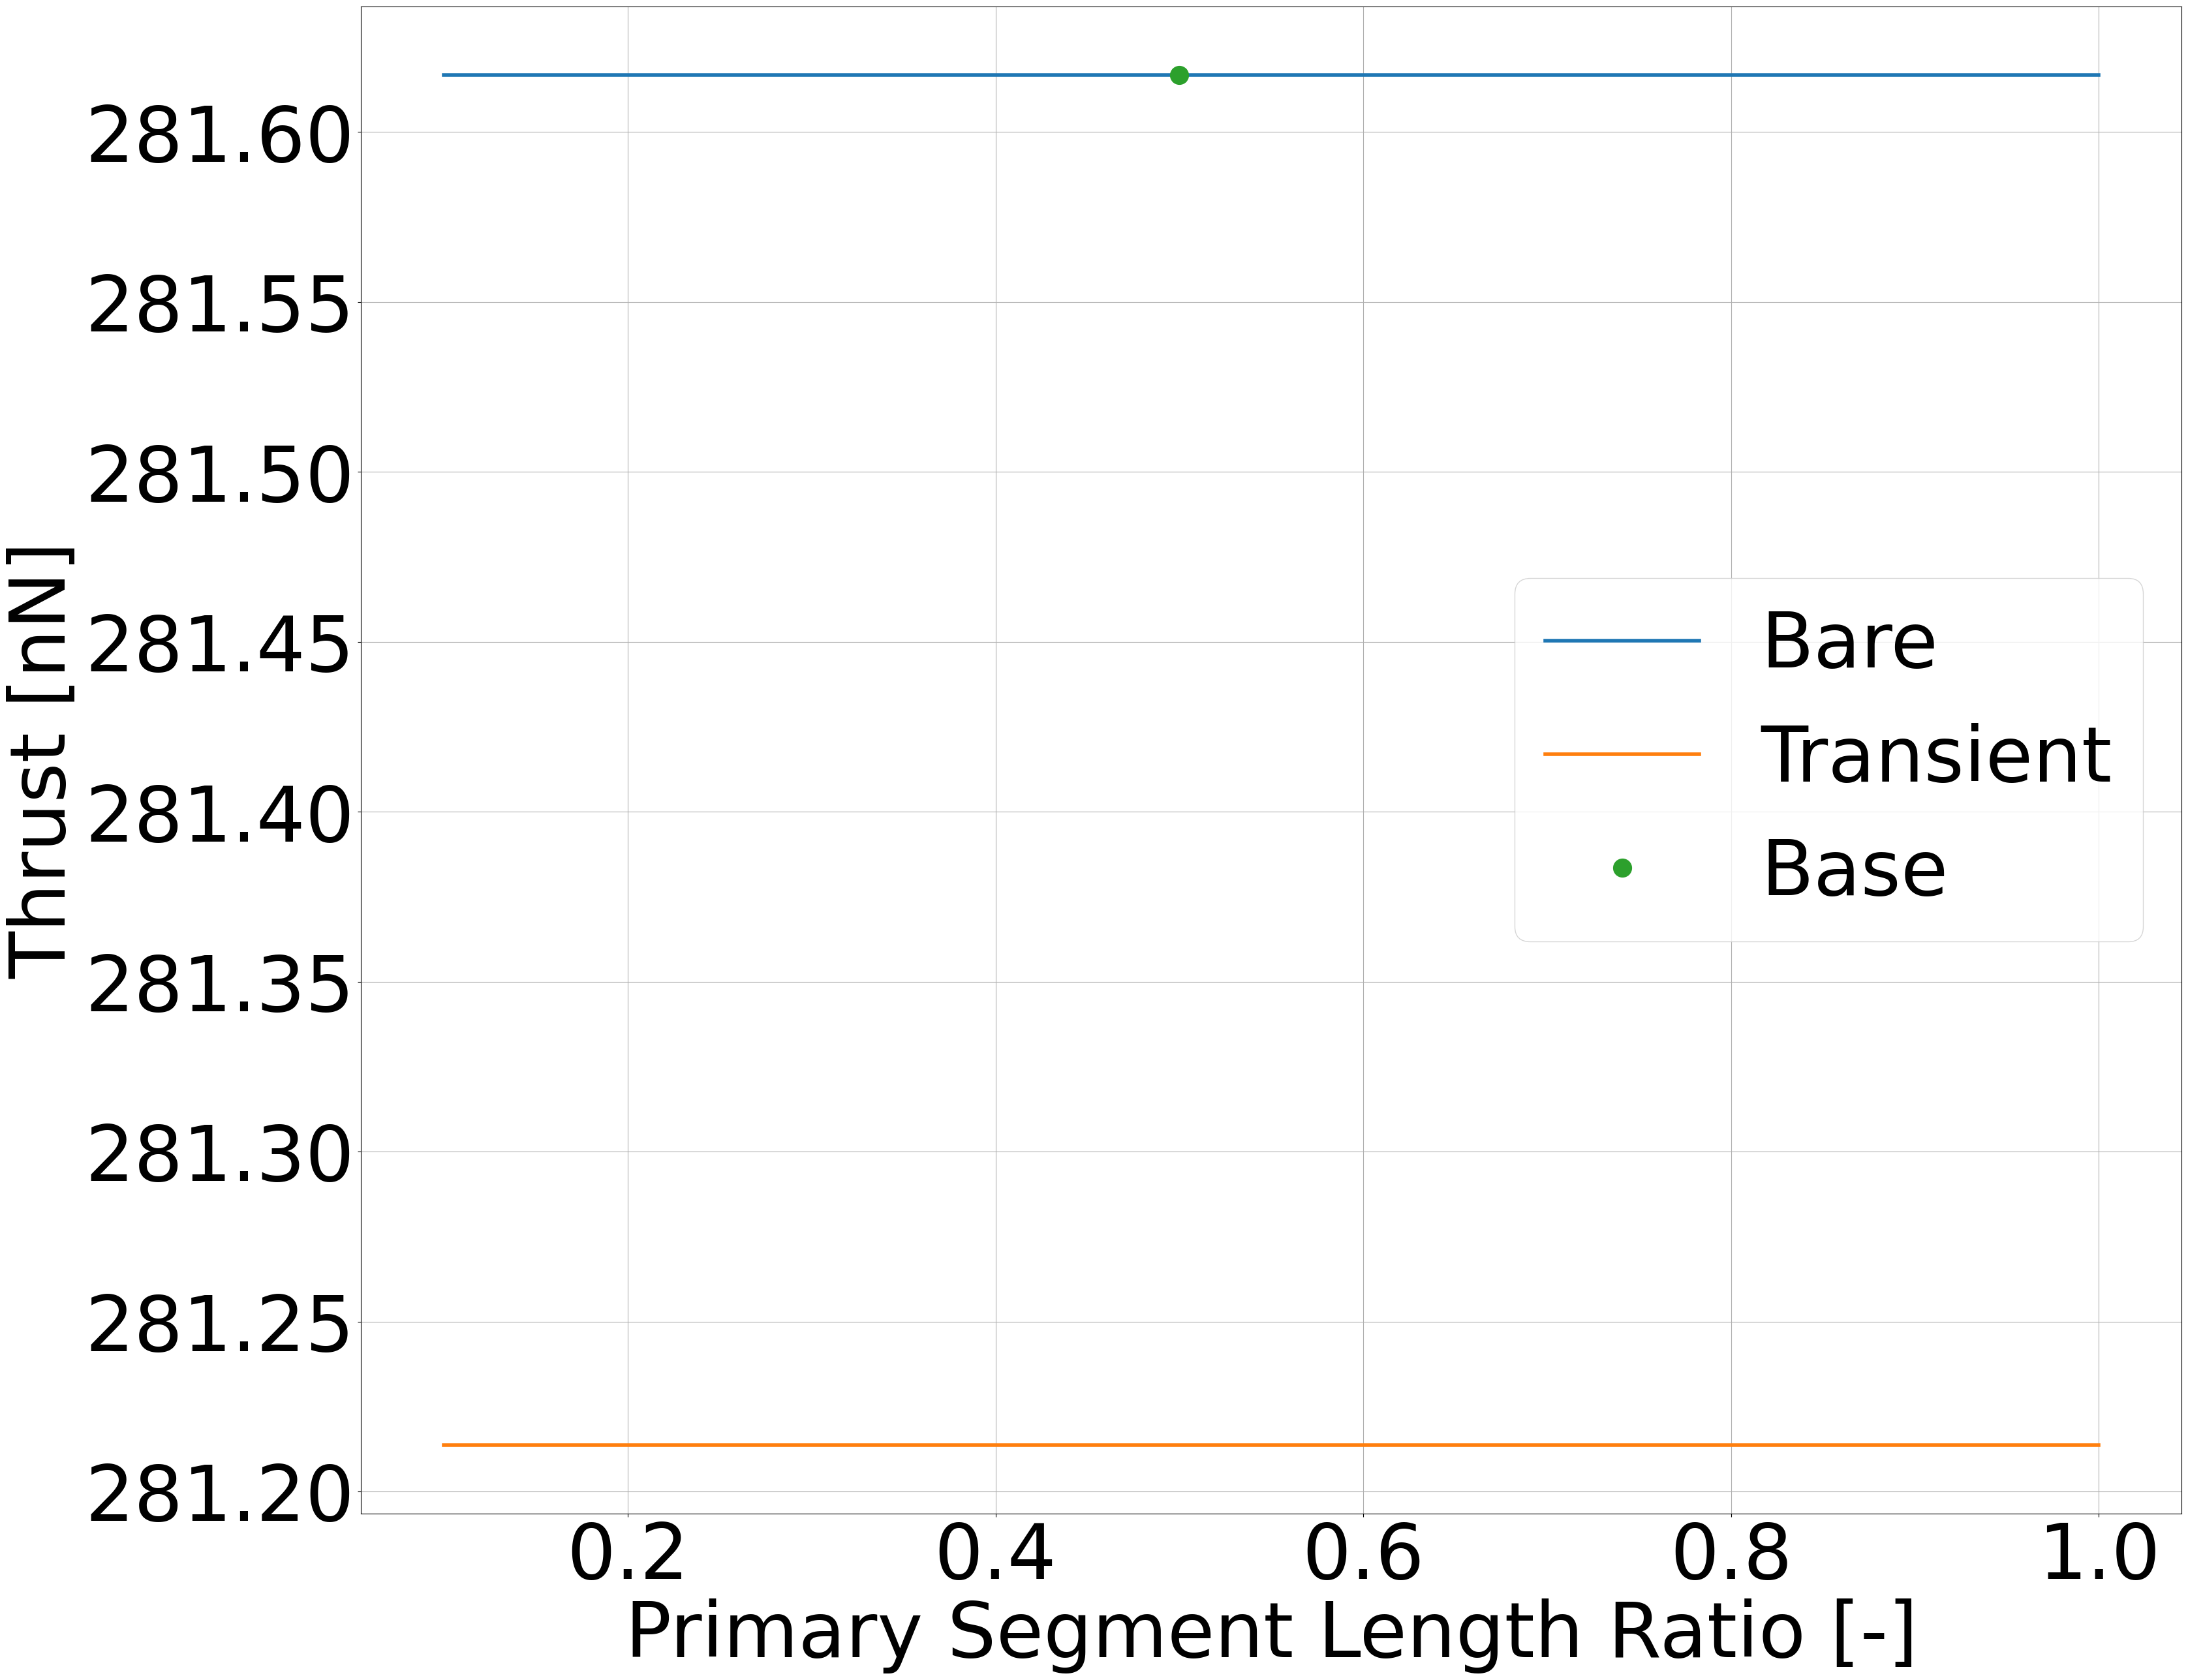 Thrust [nN]
281.60
281.55
281.50
281.45
281.40
281.35
281.30
281.25
281.20
Bare
Transient
Base
0.2 0.4 0.6 0.8 1.0
Primary Segment Length Ratio [-]